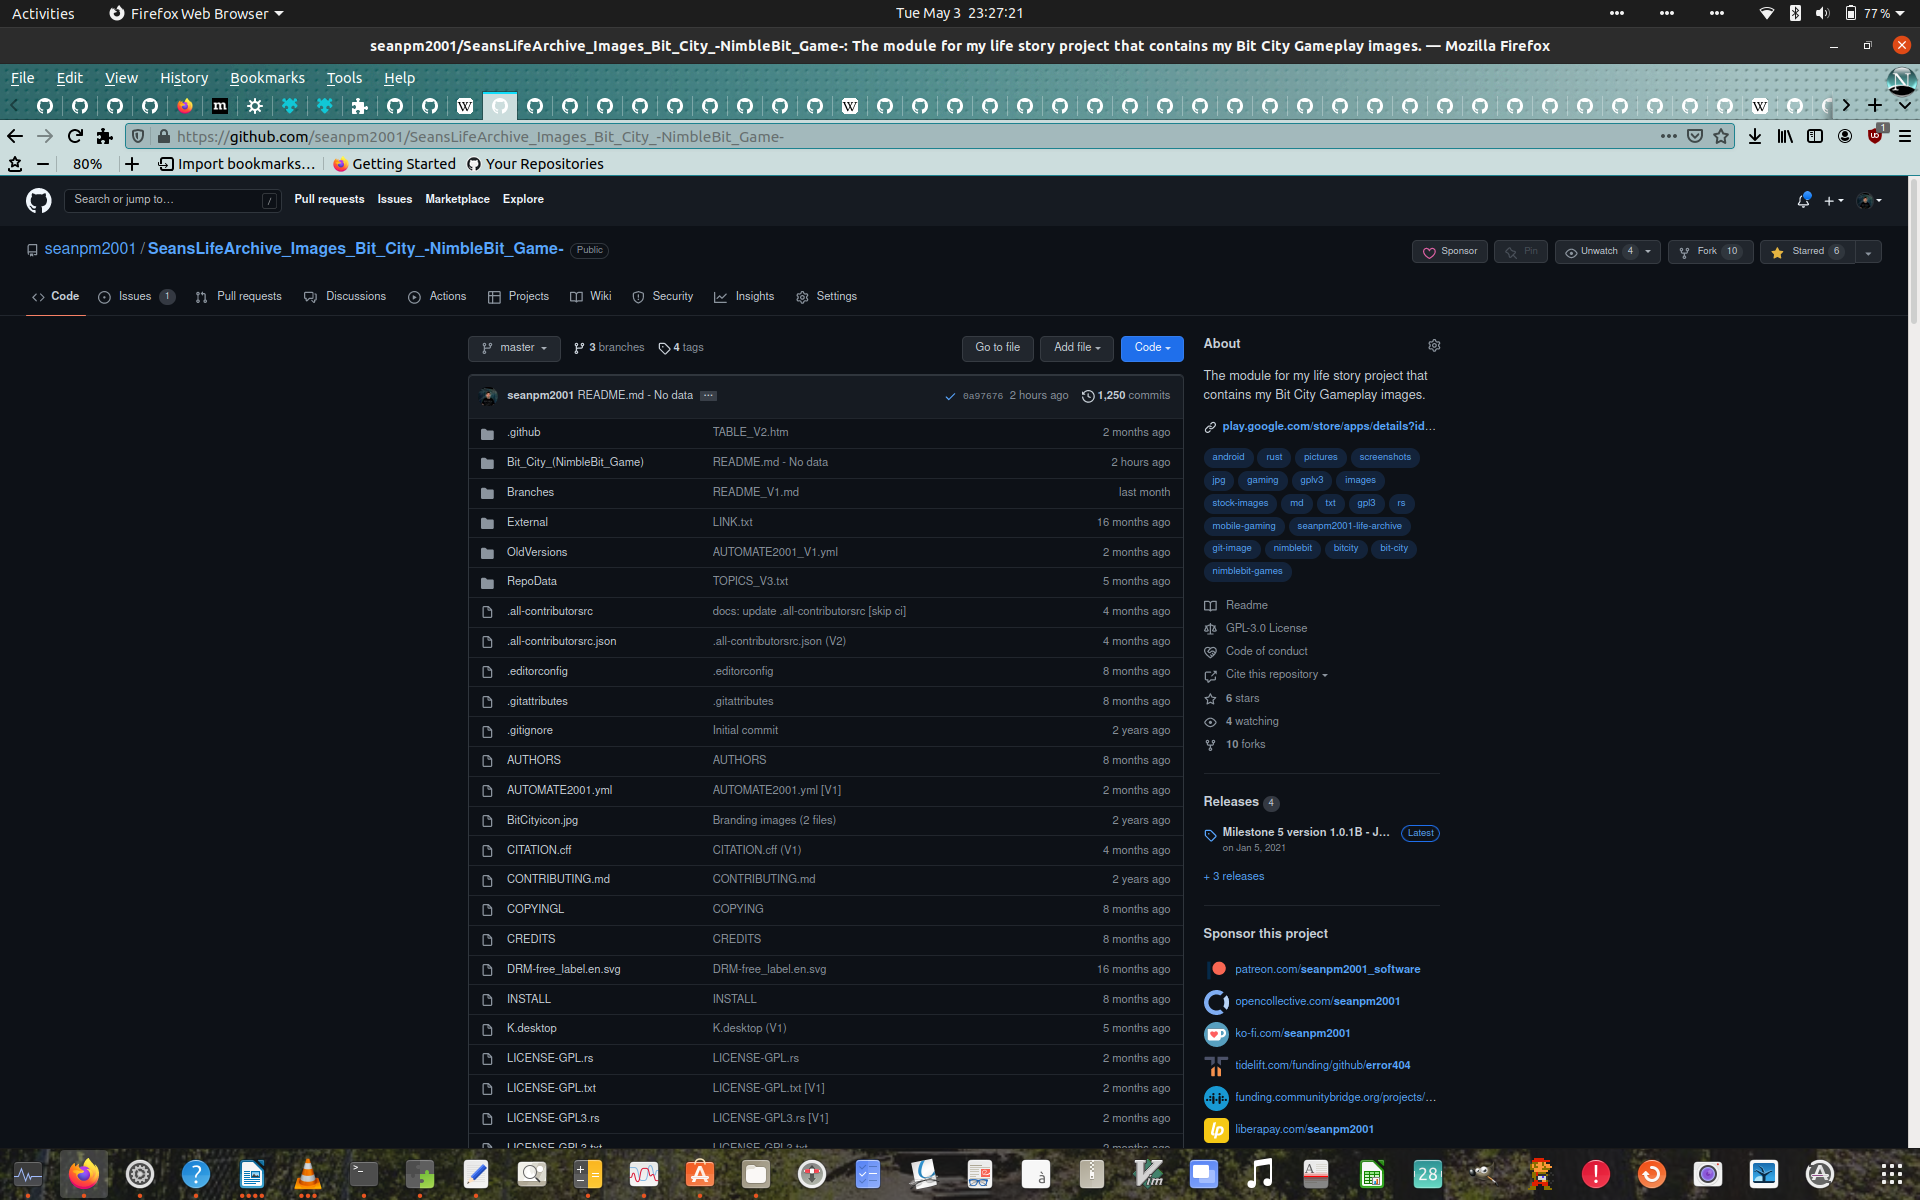 Activities Firefox Web Browser Tue May 3 23:27:21 77 %
seanpm2001/SeansLifeArchive_Images_Bit_City_-NimbleBit_Game-: The module for my life story project that contains my Bit City Gameplay images. — Mozilla Firefox
File Edit View History Bookmarks Tools Help
https://github.com/seanpm2001/SeansLifeArchive_Images_Bit_City_-NimbleBit_Game-
80% Import bookmarks… Getting Started Your Repositories
Search or jump to… / Pull requests Issues Marketplace Explore
seanpm2001 / SeansLifeArchive_Images_Bit_City_-NimbleBit_Game- Public
Sponsor Pin Unwatch 4 Fork 10 Starred 6
Code Issues 1 Pull requests Discussions Actions Projects Wiki Security Insights Settings
master 3 branches 4 tags Go to file Add file Code
seanpm2001 README.md - No data ... 0a97676 2 hours ago 1,250 commits
.github TABLE_V2.htm 2 months ago
Bit_City_(NimbleBit_Game) README.md - No data 2 hours ago
Branches README_V1.md last month
External LINK.txt 16 months ago
OldVersions AUTOMATE2001_V1.yml 2 months ago
RepoData TOPICS_V3.txt 5 months ago
.all-contributorsrc docs: update .all-contributorsrc [skip ci] 4 months ago
.all-contributorsrc.json .all-contributorsrc.json (V2) 4 months ago
.editorconfig .editorconfig 8 months ago
.gitattributes .gitattributes 8 months ago
.gitignore Initial commit 2 years ago
AUTHORS AUTHORS 8 months ago
AUTOMATE2001.yml AUTOMATE2001.yml [V1] 2 months ago
BitCityicon.jpg Branding images (2 files) 2 years ago
CITATION.cff CITATION.cff (V1) 4 months ago
CONTRIBUTING.md CONTRIBUTING.md 2 years ago
COPYINGL COPYING 8 months ago
CREDITS CREDITS 8 months ago
DRM-free_label.en.svg DRM-free_label.en.svg 16 months ago
INSTALL INSTALL 8 months ago
K.desktop K.desktop (V1) 5 months ago
LICENSE-GPL.rs LICENSE-GPL.rs 2 months ago
LICENSE-GPL.txt LICENSE-GPL.txt [V1] 2 months ago
LICENSE-GPL3.rs LICENSE-GPL3.rs [V1] 2 months ago
LICENSE-GPL3.txt LICENSE-GPL3.txt 2 months ago
About
The module for my life story project that
contains my Bit City Gameplay images.
play.google.com/store/apps/details?id…
android rust pictures screenshots
jpg gaming gplv3 images
stock-images md txt gpl3 rs
mobile-gaming seanpm2001-life-archive
git-image nimblebit bitcity bit-city
nimblebit-games
Readme
GPL-3.0 License
Code of conduct
Cite this repository
6 stars
4 watching
10 forks
Releases 4
Milestone 5 version 1.0.1B - J… Latest
on Jan 5, 2021
+ 3 releases
Sponsor this project
patreon.com/seanpm2001_software
opencollective.com/seanpm2001
ko-fi.com/seanpm2001
tidelift.com/funding/github/error404
funding.communitybridge.org/projects/…
liberapay.com/seanpm2001
28